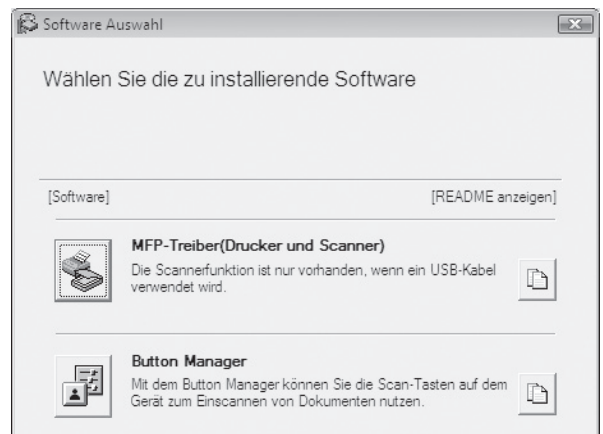 Software Auswahl
Wählen Sie die zu installierende Software
[Software] [README anzeigen]
MFP-Treiber(Drucker und Scanner)
Die Scannerfunktion ist nur vorhanden, wenn ein USB-Kabel
verwendet wird.
Button Manager
Mit dem Button Manager können Sie die Scan-Tasten auf dem
Gerät zum Einscannen von Dokumenten nutzen.